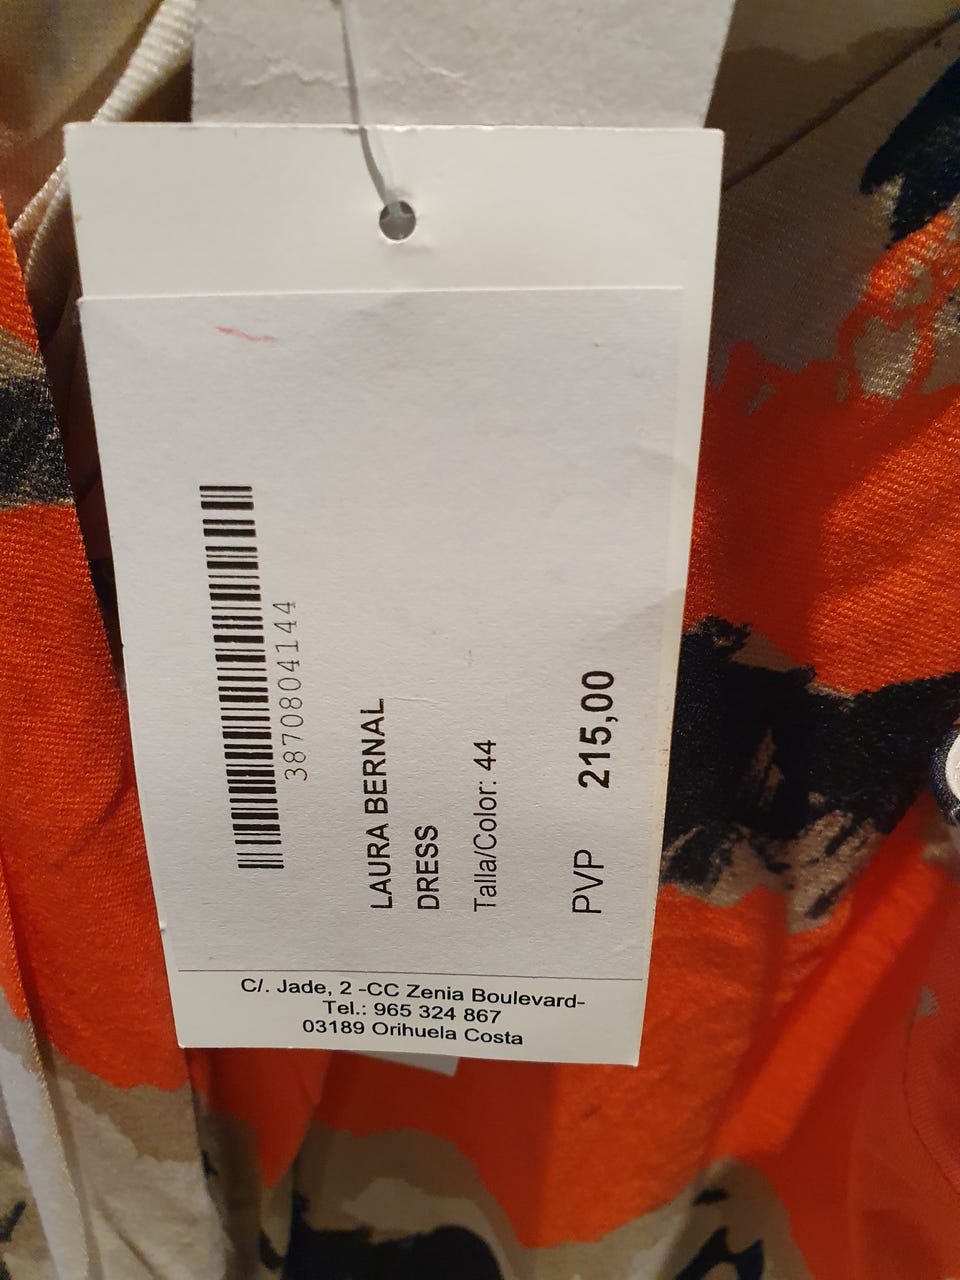 3870804144
LAURA BERNAL
DRESS
Talla/Color: 44
PVP 215,00
C/. Jade, 2 -CC Zenia Boulevard-
Tel.: 965 324 867
03189 Orihuela Costa